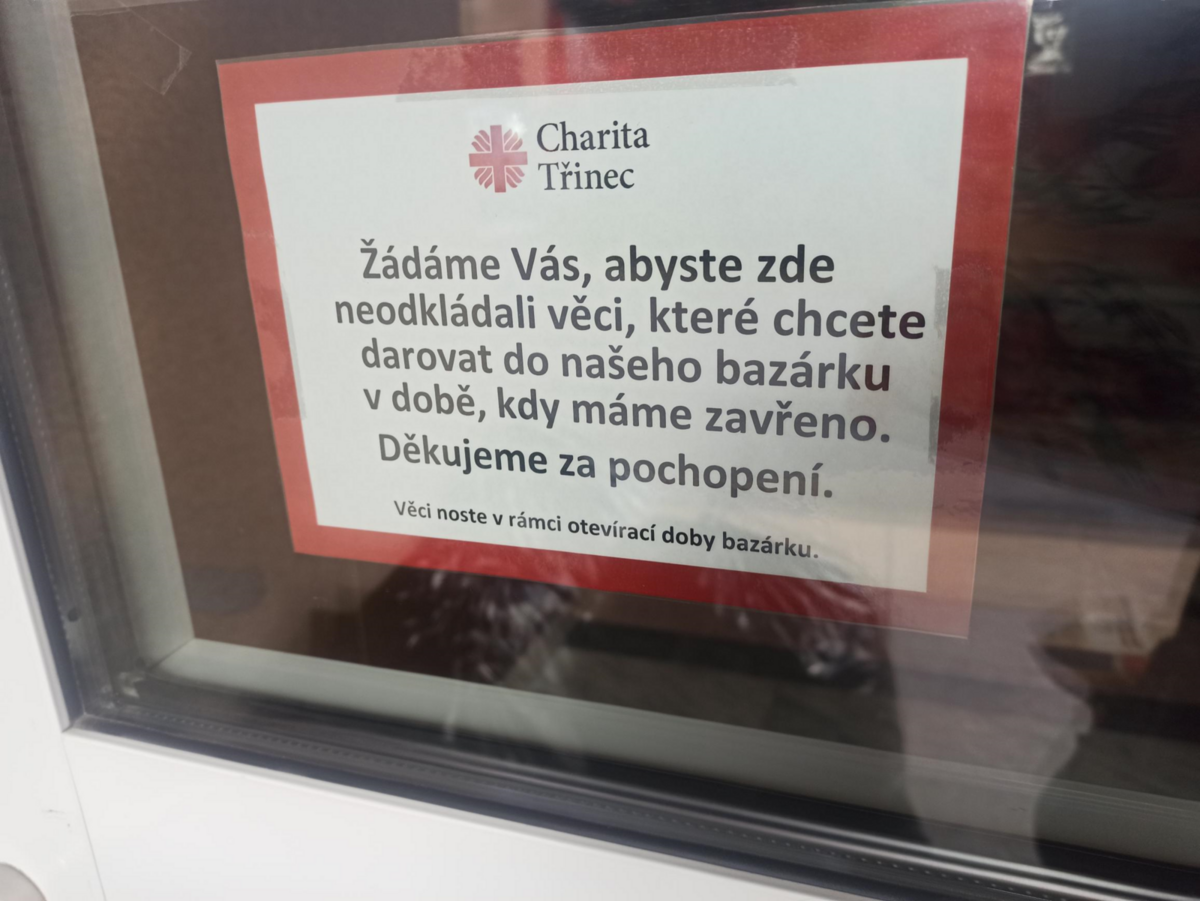 Charita
Třinec
Žádáme Vás, abyste zde
neodkládali věci, které chcete
darovat do našeho bazárku
v době, kdy máme zavřeno.
Děkujeme za pochopení.
Věci noste v rámci otevírací doby bazárku.